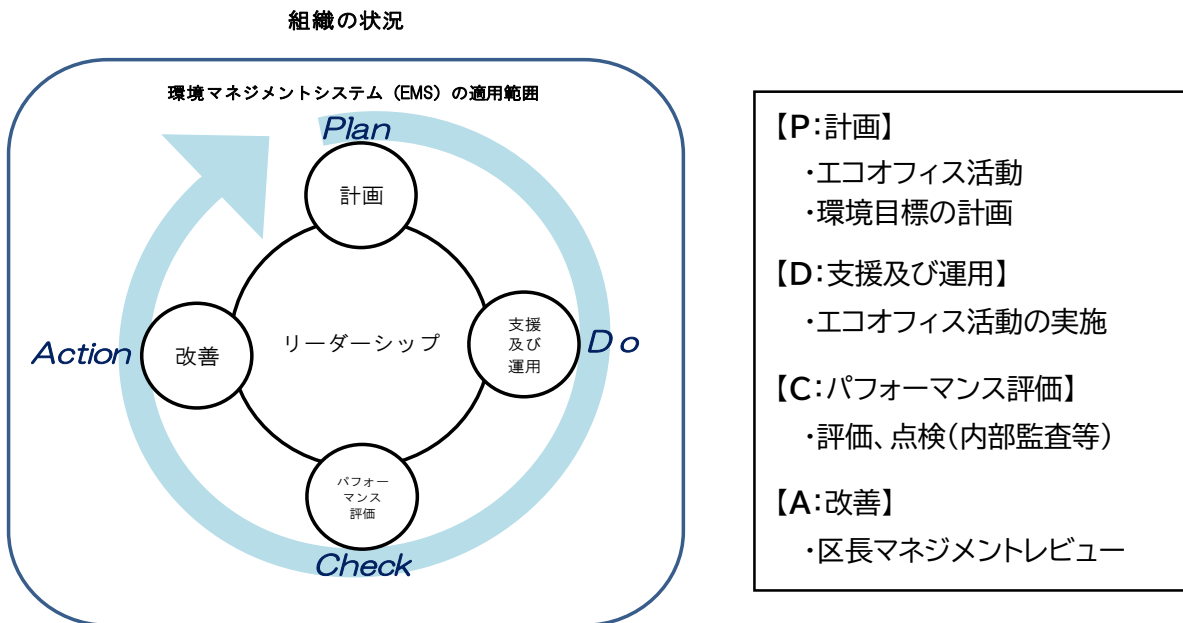 組織の状況
環境マネジメントシステム（EMS）の適用範囲
Plan
計画
リーダーシップ
支援
及び
運用
Do
Action
改善
パフォー
マンス
評価
Check
【P:計画】
・エコオフィス活動
・環境目標の計画
【D:支援及び運用】
・エコオフィス活動の実施
【C:パフォーマンス評価】
・評価、点検(内部監査等)
【A:改善】
・区長マネジメントレビュー